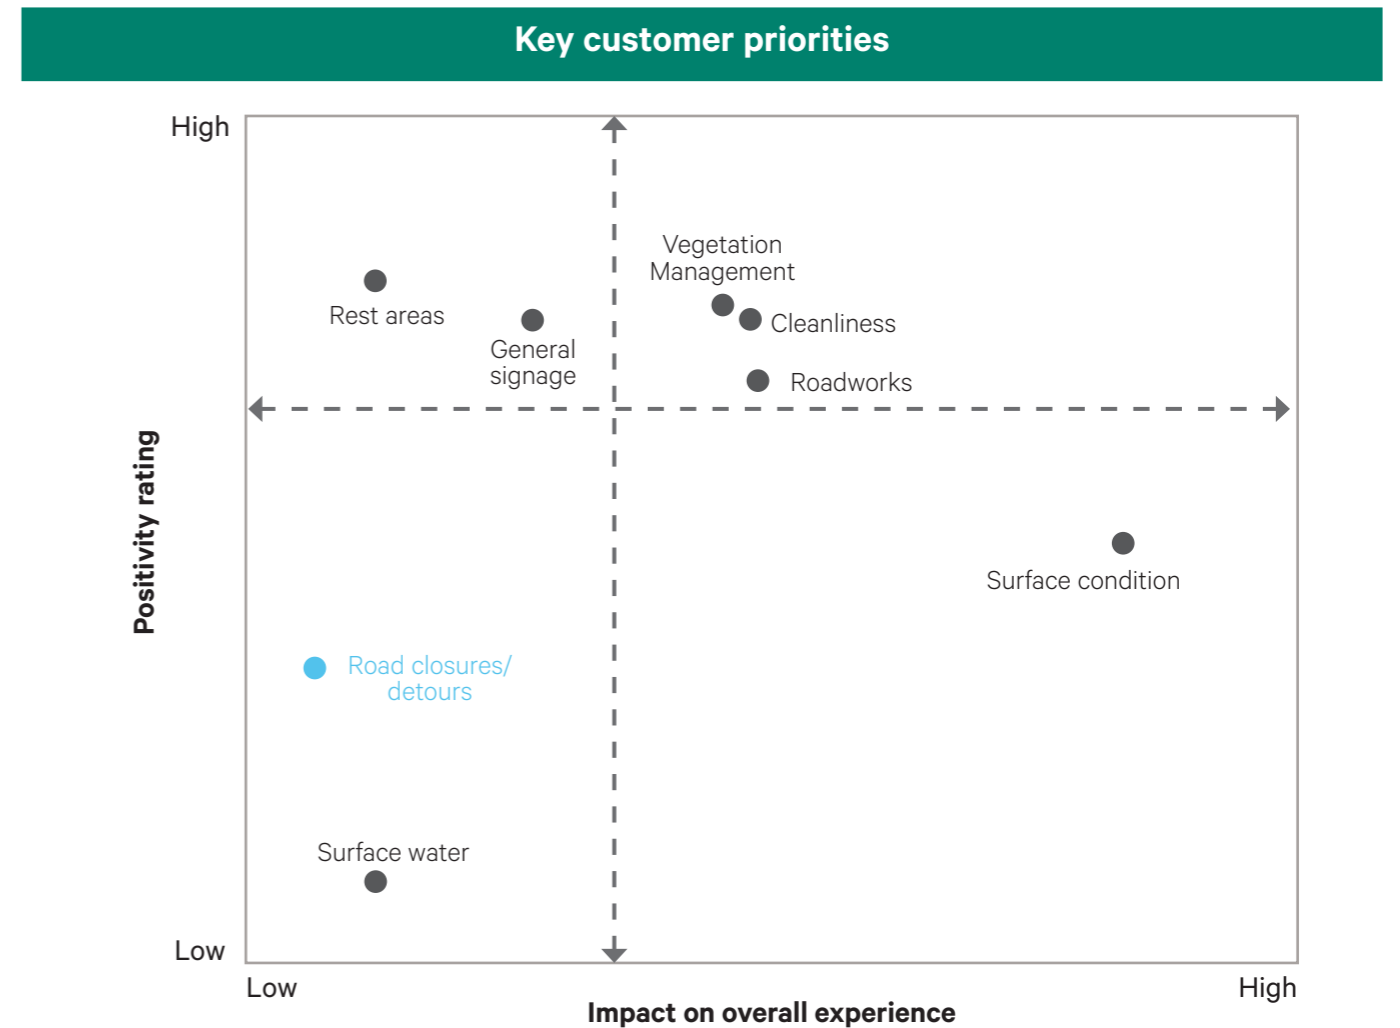 Key customer priorities
High
Vegetation
Management
Rest areas
Cleanliness
General
signage
Roadworks
Positivity rating
Surface condition
Road closures/
detours
Surface water
Low
Low
High
Impact on overall experience